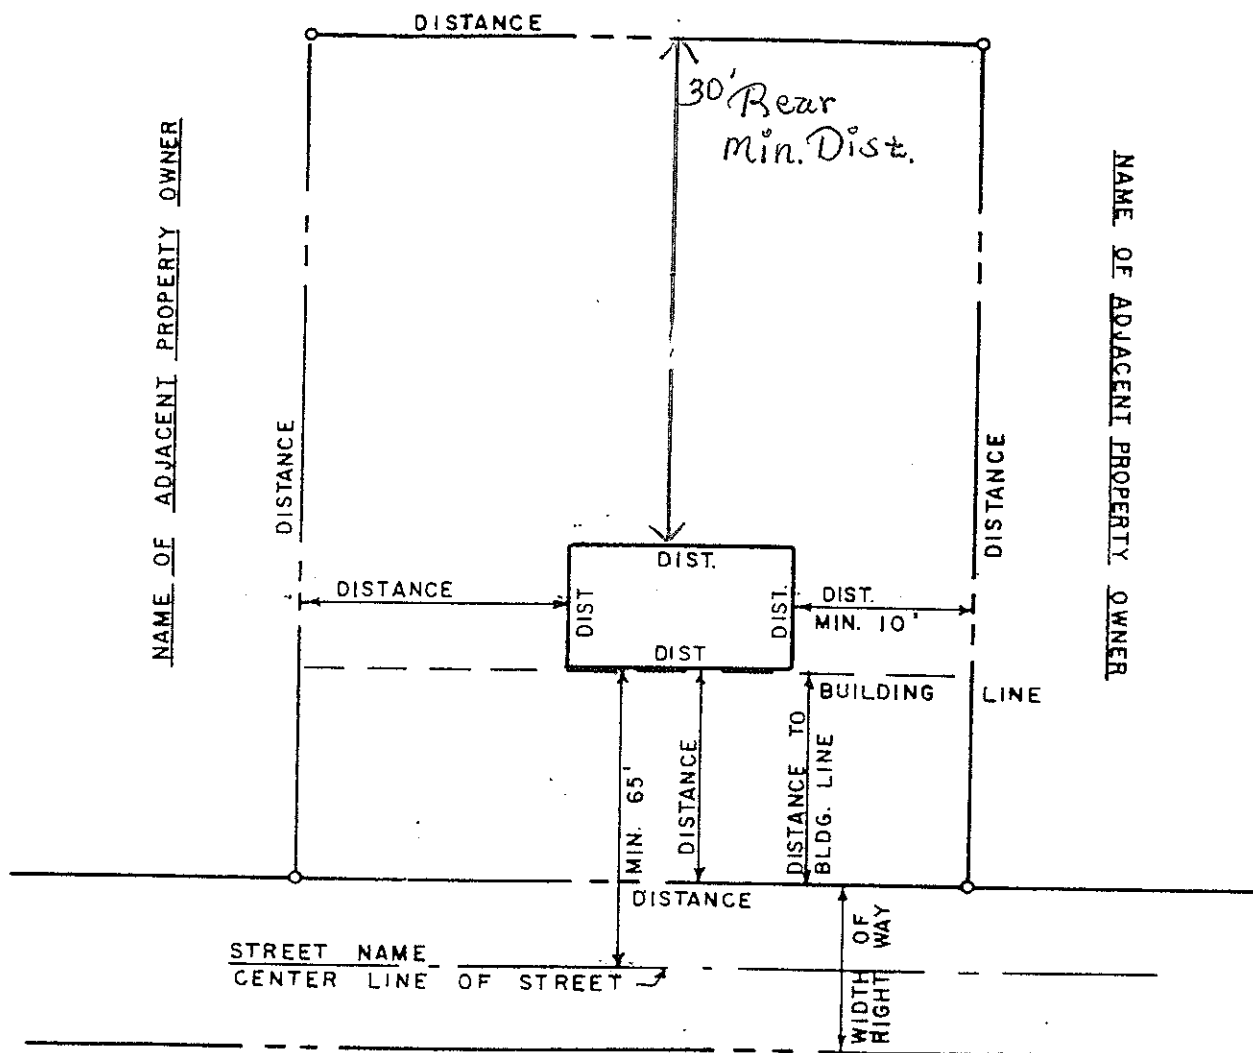 DISTANCE
30' Rear
Min. Dist.
NAME OF ADJACENT PROPERTY OWNER
NAME OF ADJACENT PROPERTY OWNER
DISTANCE
DISTANCE
DIST.
DISTANCE
DIST
DIST.
DIST.
MIN. 10'
DIST
BUILDING LINE
MIN. 65'
DISTANCE
DISTANCE TO
BLDG. LINE
DISTANCE
STREET NAME
CENTER LINE OF STREET
WIDTH OF
RIGHT WAY